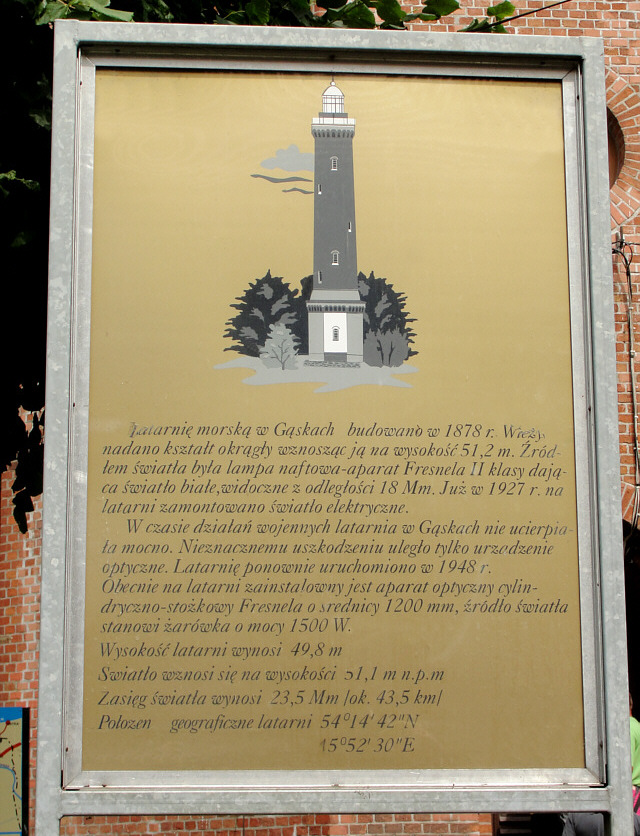 Latarnię morską w Gąskach budowano w 1878 r. Wieży
nadano kształt okrągły wznosząc ją na wysokość 51,2 m. Źród-
łem światła była lampa naftowa-aparat Fresnela II klasy dają-
ca światło białe,widoczne z odległości 18 Mm. Już w 1927 r. na
latarni zamontowano światło elektryczne.
W czasie działań wojennych latarnia w Gąskach nie ucierpia-
ła mocno. Nieznacznemu uszkodzeniu uległo tylko urządzenie
optyczne. Latarnię ponownie uruchomiono w 1948 r.
Obecnie na latarni zainstalowny jest aparat optyczny cylin-
dryczno-stożkowy Fresnela o srednicy 1200 mm, źródło światła
stanowi żarówka o mocy 1500 W.
Wysokość latarni wynosi 49,8 m
Swiatło wznosi się na wysokości 51,1 m n.p.m
Zasięg światła wynosi 23,5 Mm /ok. 43,5 km/
Połozen geograficzne latarni 54°14' 42"N
15°52' 30"E